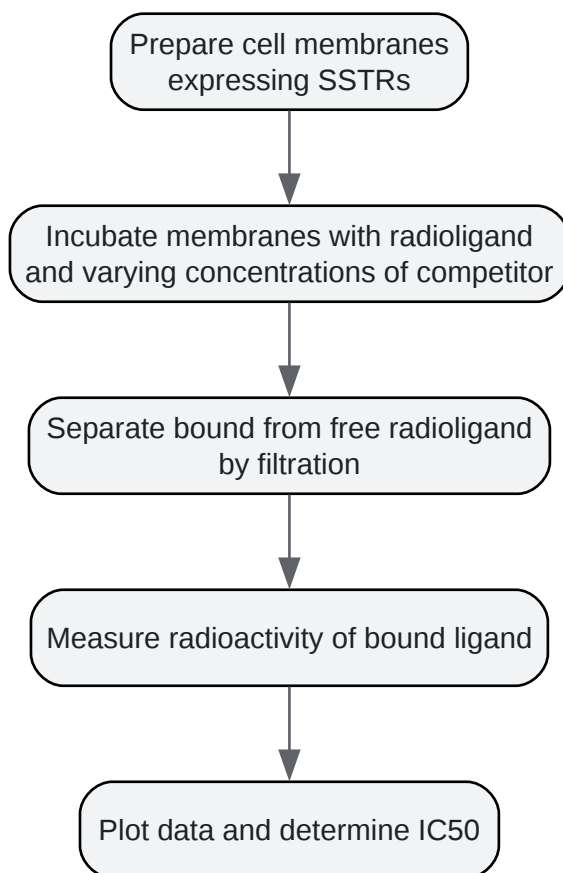 Prepare cell membranes
expressing SSTRs
Incubate membranes with radioligand
and varying concentrations of competitor
Separate bound from free radioligand
by filtration
Measure radioactivity of bound ligand
Plot data and determine IC50